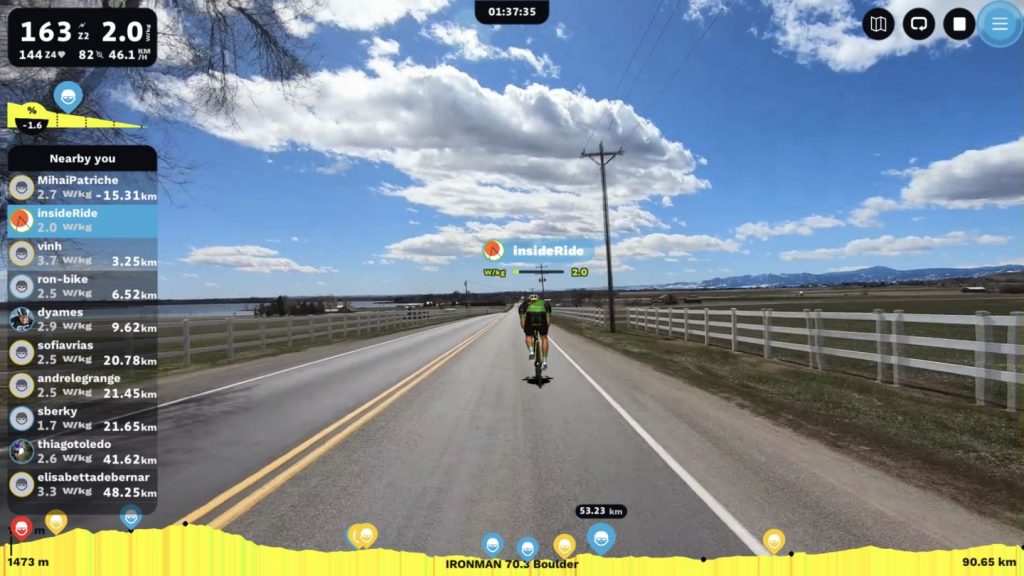 01:37:35
163 Z2 2.0 W/KG
144 Z4 82 46.1 KM/H
%
-1.6
Nearby you
MihaiPatriche
2.7 W/kg -15.31km
insideRide
2.0 W/kg
vinh
3.7 W/kg 3.25km
ron-bike
2.5 W/kg 6.52km
dyames
2.9 W/kg 9.62km
sofiavrias
2.5 W/kg 20.78km
andrelegrange
2.5 W/kg 21.45km
sberky
1.7 W/kg 21.65km
thiagotoledo
2.6 W/kg 41.62km
elisabettadebernar
3.3 W/kg 48.25km
insideRide
W/kg 2.0
53.23 km
m
1473 m
IRONMAN 70.3 Boulder
90.65 km